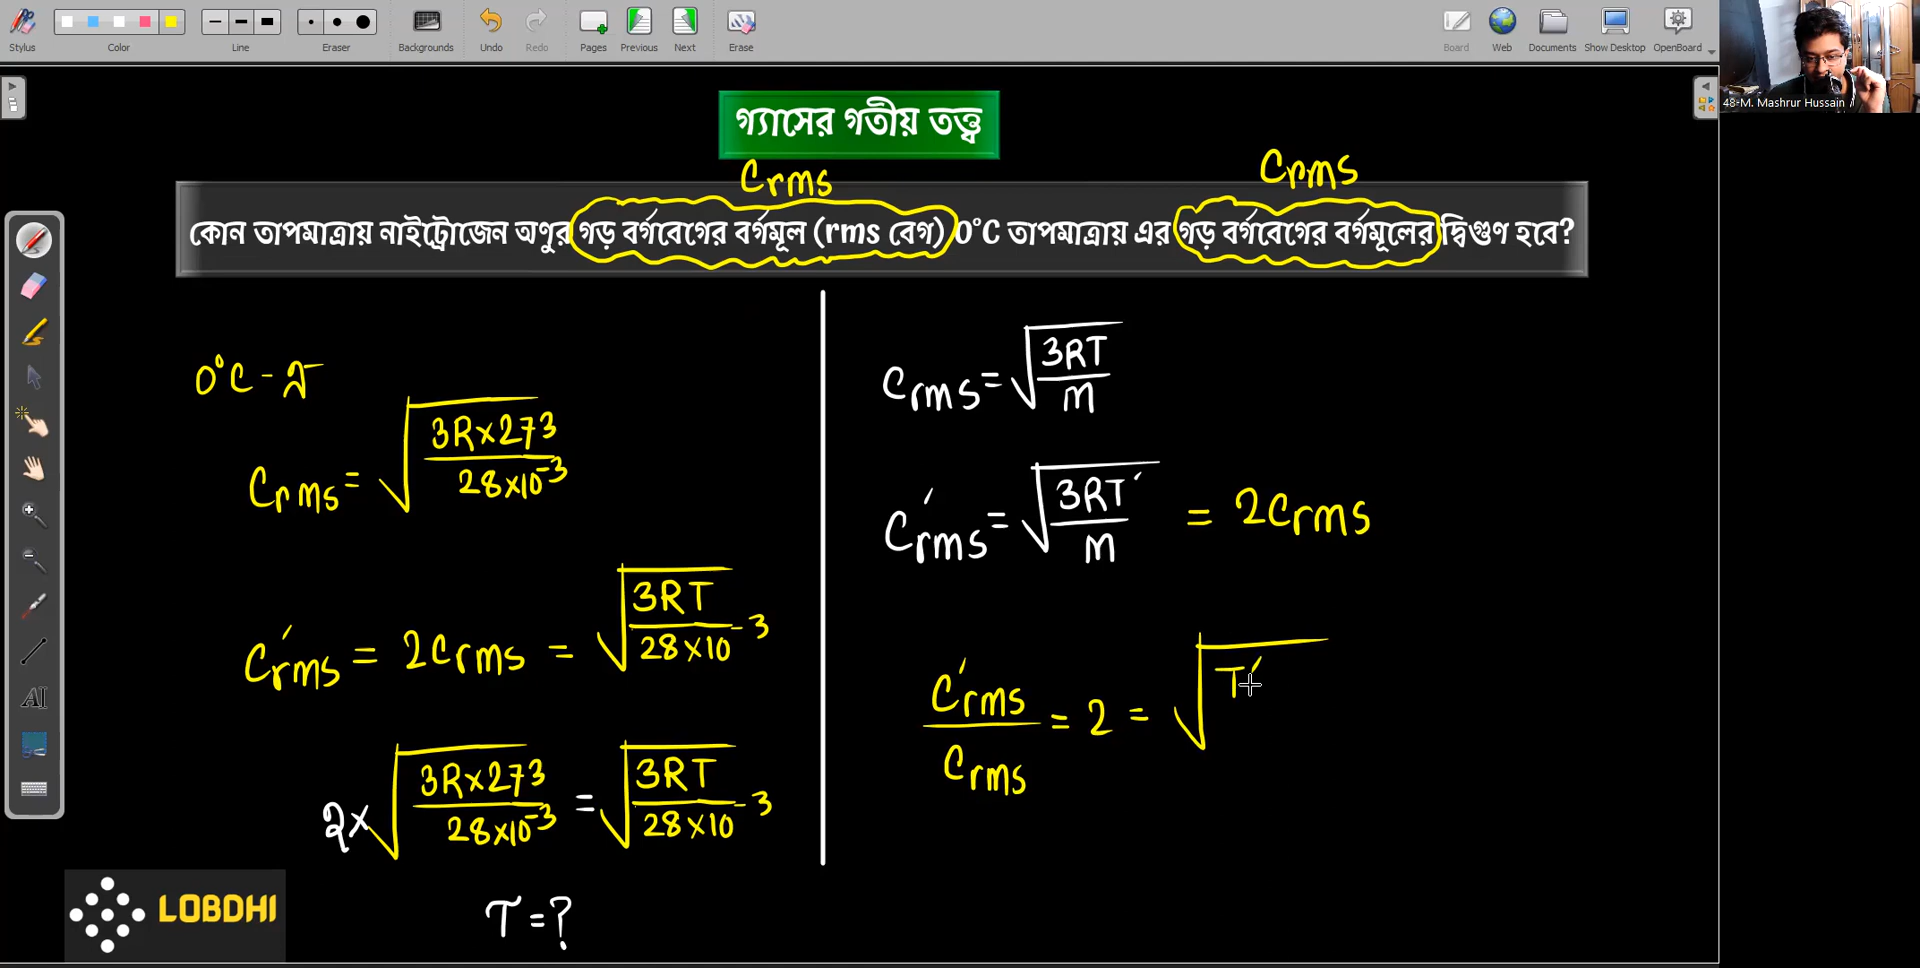 Stylus Color Line Eraser Backgrounds Undo Redo Pages Previous Next Erase Board Web Documents Show Desktop OpenBoard
48-M. Mashrur Hussain
গ্যাসের গতীয় তত্ত্ব
Crms Crms
কোন তাপমাত্রায় নাইট্রোজেন অণুর গড় বর্গবেগের বর্গমূল (rms বেগ) 0°C তাপমাত্রায় এর গড় বর্গবেগের বর্গমূলের দ্বিগুণ হবে?
0°C - এ
Crms = √(3R×273 / 28×10⁻³)
C′rms = 2Crms = √(3RT / 28×10⁻³)
2× √(3R×273 / 28×10⁻³) = √(3RT / 28×10⁻³)
T = ?
Crms = √(3RT / M)
C′rms = √(3RT′ / M) = 2Crms
C′rms / Crms = 2 = √T′
LOBDHI